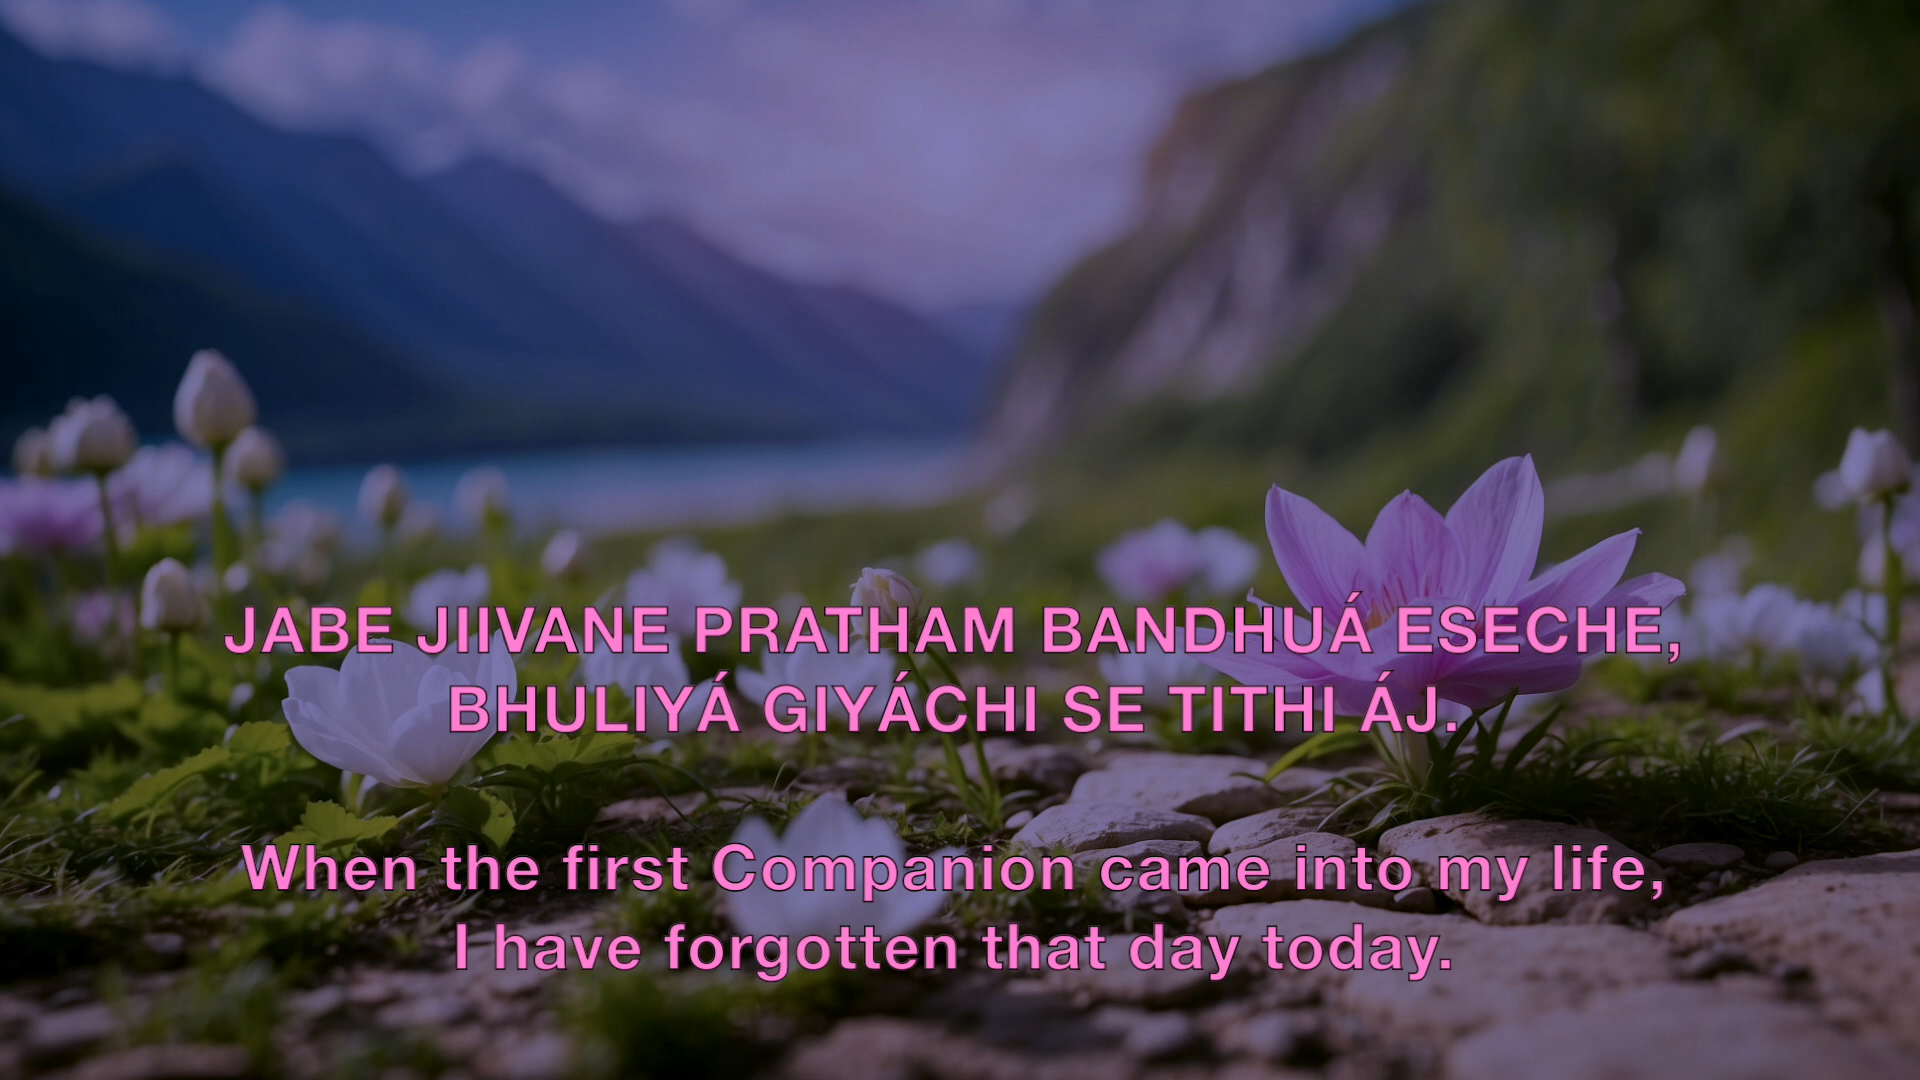 JABE JIIVANE PRATHAM BANDHUÁ ESECHE,
BHULIYÁ GIYÁCHI SE TITHI ÁJ.
When the first Companion came into my life,
I have forgotten that day today.